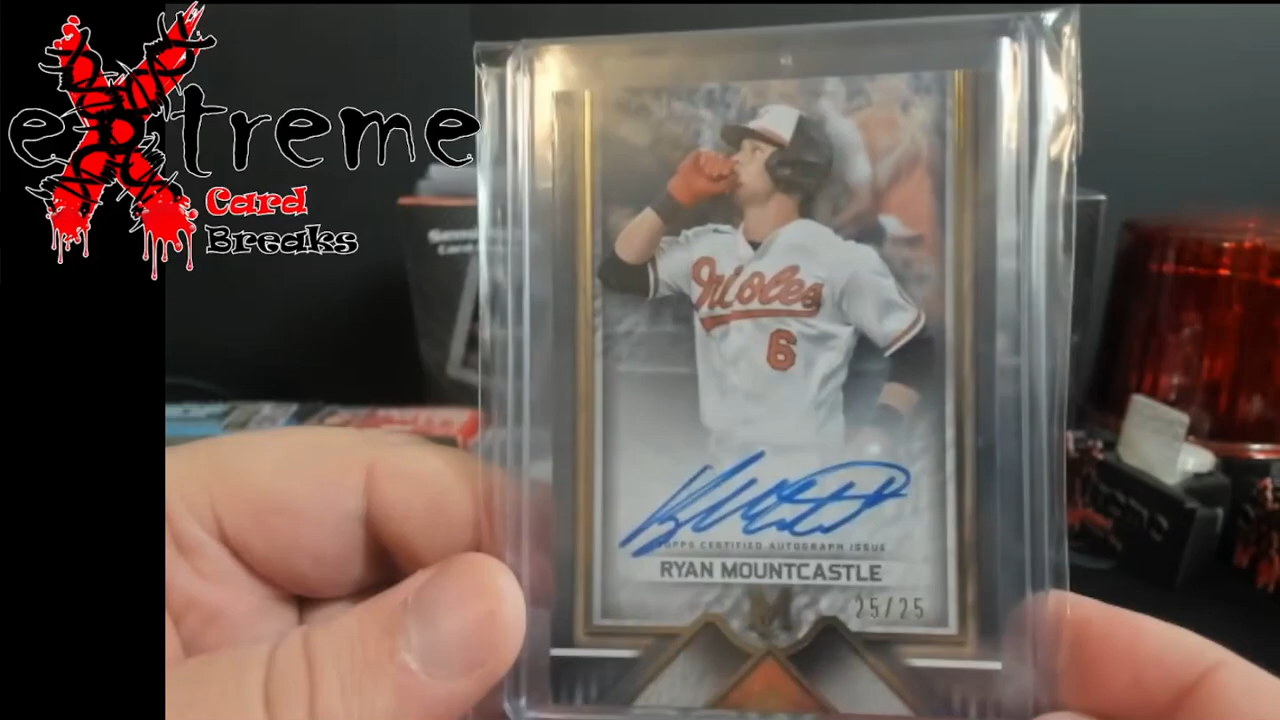 eXtreme
Card
Breaks
Orioles
6
TOPPS CERTIFIED AUTOGRAPH ISSUE
RYAN MOUNTCASTLE
25/25
M